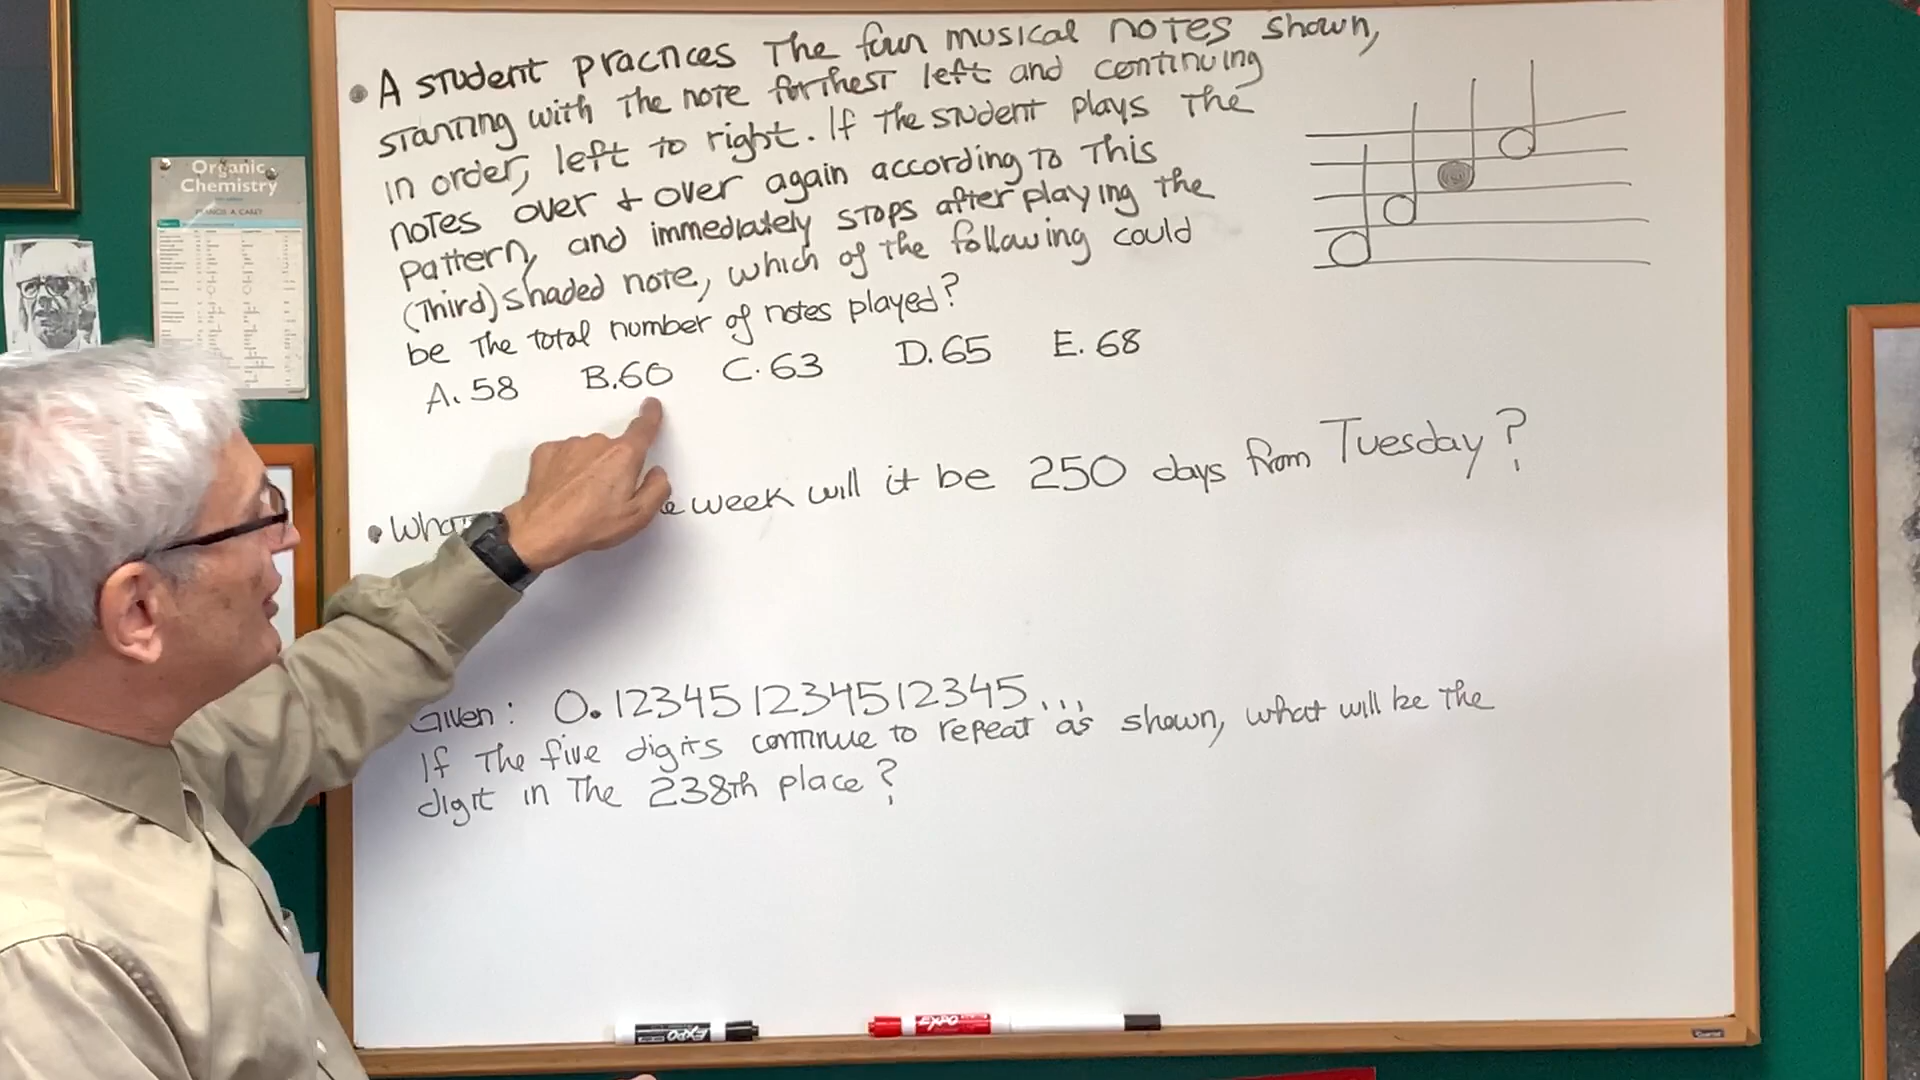 • A student practices The four musical notes shown,
starting with The note farthest left and continuing
in order, left to right. If The student plays The
notes over + over again according to This
pattern, and immediately stops after playing The
(Third) shaded note, which of The following could
be The total number of notes played?
A. 58 B. 60 C. 63 D. 65 E. 68
• What week will it be 250 days from Tuesday?
Given: 0.123451234512345...
If The five digits continue to repeat as shown, what will be The
digit in The 238th place?
Organic
Chemistry
FRANCIS A. CAREY
EXPO
EXPO